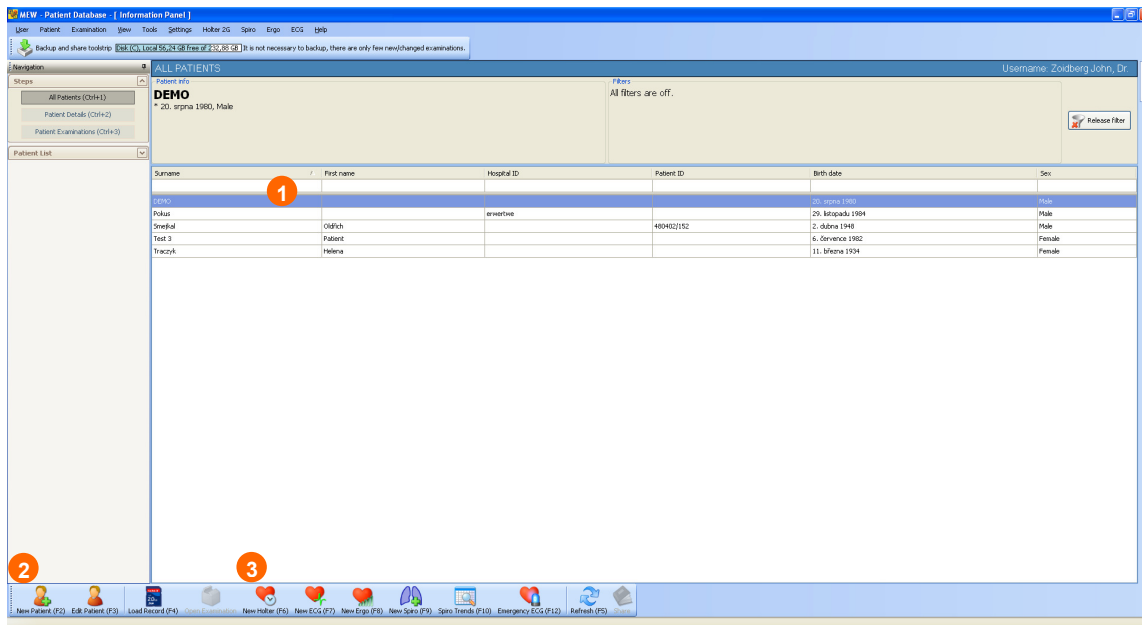 MEW - Patient Database - [ Information Panel ]
User Patient Examination View Tools Settings Holter 2G Spiro Ergo ECG Help
Backup and share toolstrip Disk (C), Local 56,24 GB free of 232,88 GB It is not necessary to backup, there are only few new/changed examinations.
Navigation
ALL PATIENTS Username: Zoidberg John, Dr.
Steps
All Patients (Ctrl+1)
Patient Details (Ctrl+2)
Patient Examinations (Ctrl+3)
Patient List
Patient info
DEMO
* 20. srpna 1980, Male
Filters
All filters are off.
Release filter
Surname First name Hospital ID Patient ID Birth date Sex
1
DEMO 20. srpna 1980 Male
Pokus erwertwe 29. listopadu 1984 Male
Smejkal Oldřich 480402/152 2. dubna 1948 Male
Test 3 Patient 6. července 1982 Female
Traczyk Helena 11. března 1934 Female
2 3
New Patient (F2) Edit Patient (F3) Load Record (F4) Open Examination New Holter (F6) New ECG (F7) New Ergo (F8) New Spiro (F9) Spiro Trends (F10) Emergency ECG (F12) Refresh (F5) Share